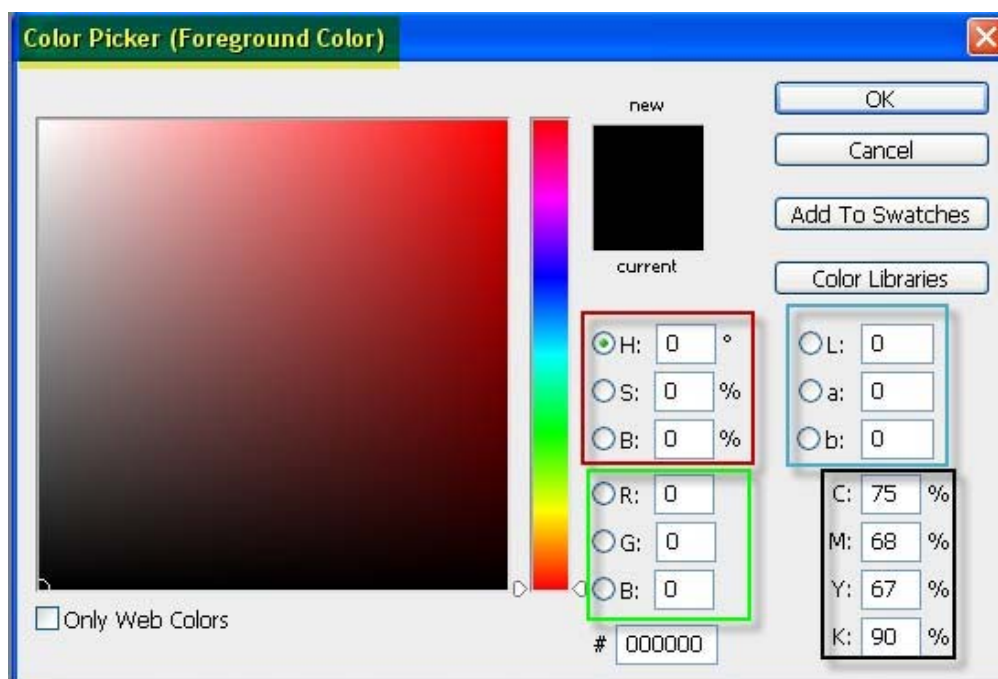 Color Picker (Foreground Color)
new
current
OK
Cancel
Add To Swatches
Color Libraries
H: 0 °
S: 0 %
B: 0 %
L: 0
a: 0
b: 0
R: 0
G: 0
B: 0
# 000000
C: 75 %
M: 68 %
Y: 67 %
K: 90 %
Only Web Colors